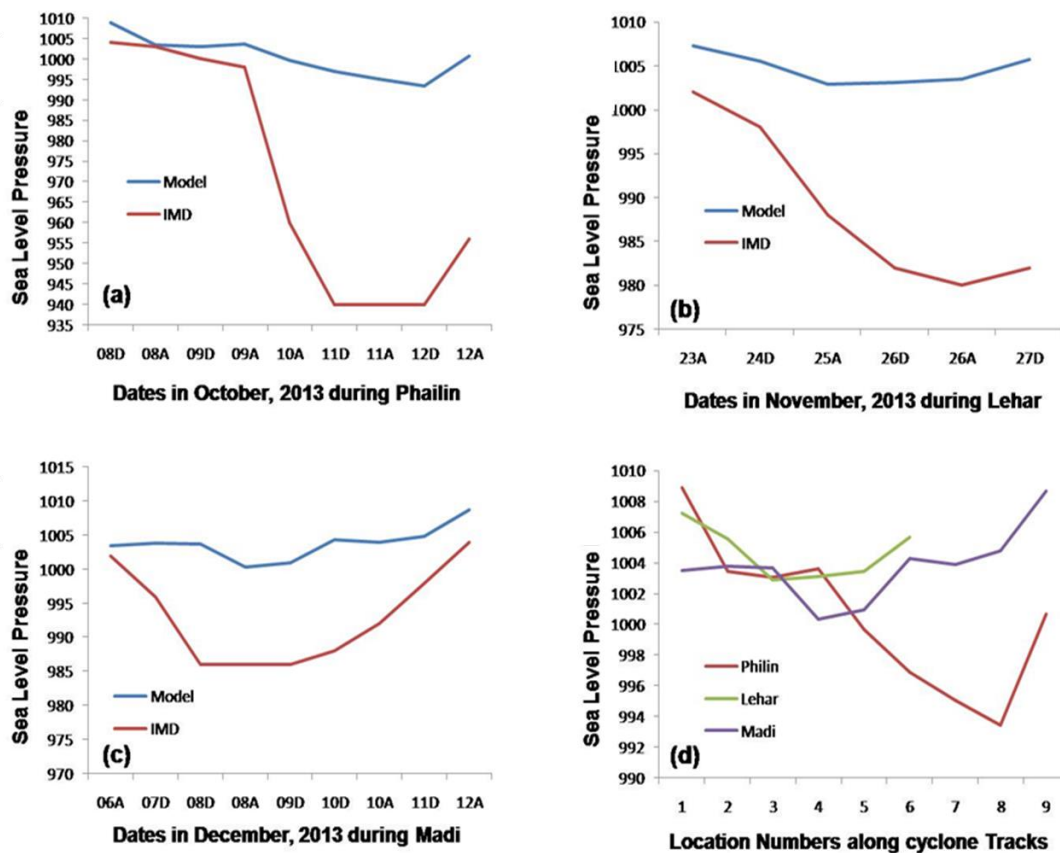 1010
1005
1000
995
990
985
980
975
970
965
960
955
950
945
940
935
Sea Level Pressure
Model
IMD
(a)
08D 08A 09D 09A 10A 11D 11A 12D 12A
Dates in October, 2013 during Phailin
1010
1005
1000
995
990
985
980
975
Sea Level Pressure
Model
IMD
(b)
23A 24D 25A 26D 26A 27D
Dates in November, 2013 during Lehar
1015
1010
1005
1000
995
990
985
980
975
970
Sea Level Pressure
Model
IMD
(c)
06A 07D 08D 08A 09D 10D 10A 11D 12A
Dates in December, 2013 during Madi
1010
1008
1006
1004
1002
1000
998
996
994
992
990
Sea Level Pressure
Philin
Lehar
Madi
(d)
1 2 3 4 5 6 7 8 9
Location Numbers along cyclone Tracks